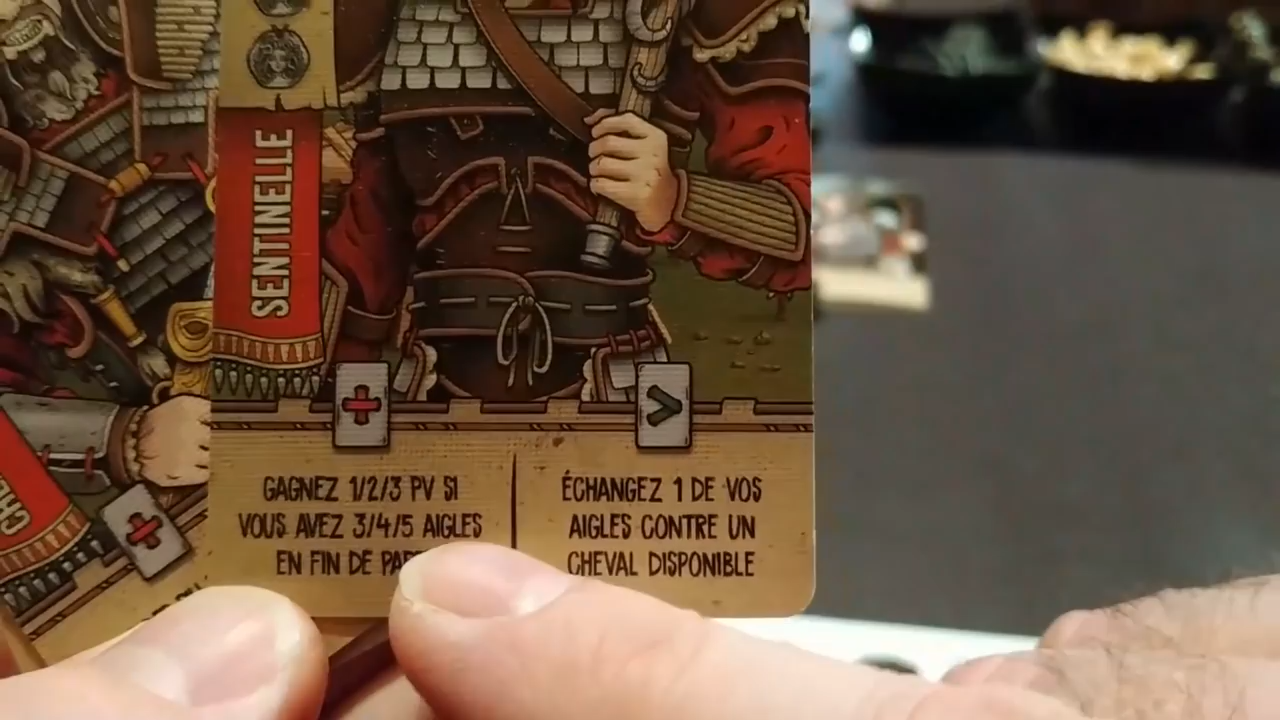 SENTINELLE
GAGNEZ 1/2/3 PV SI
VOUS AVEZ 3/4/5 AIGLES
EN FIN DE
ÉCHANGEZ 1 DE VOS
AIGLES CONTRE UN
CHEVAL DISPONIBLE